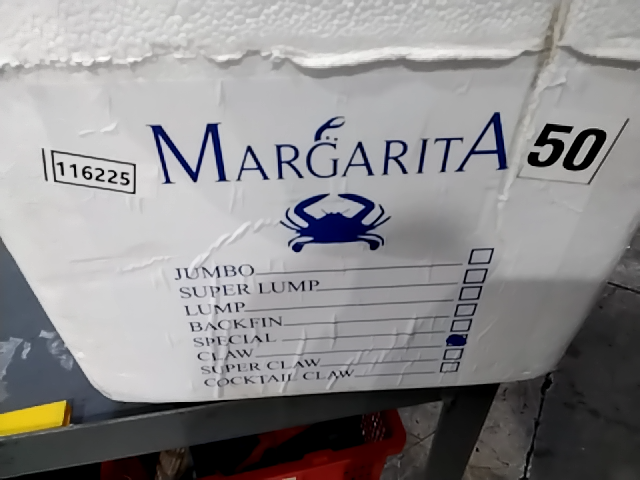 116225
MARGARITA
50
JUMBO
SUPER LUMP
LUMP
BACKFIN
SPECIAL
CLAW
SUPER CLAW
COCKTAIL CLAW